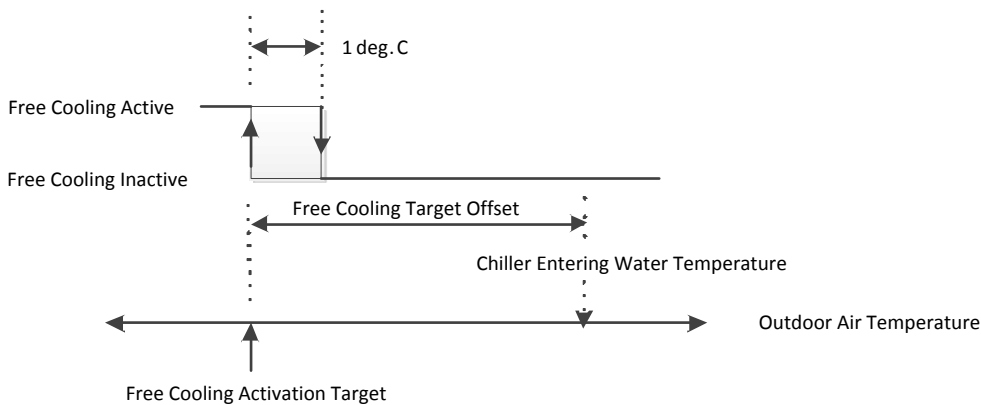 1 deg. C
Free Cooling Active
Free Cooling Inactive
Free Cooling Target Offset
Chiller Entering Water Temperature
Outdoor Air Temperature
Free Cooling Activation Target